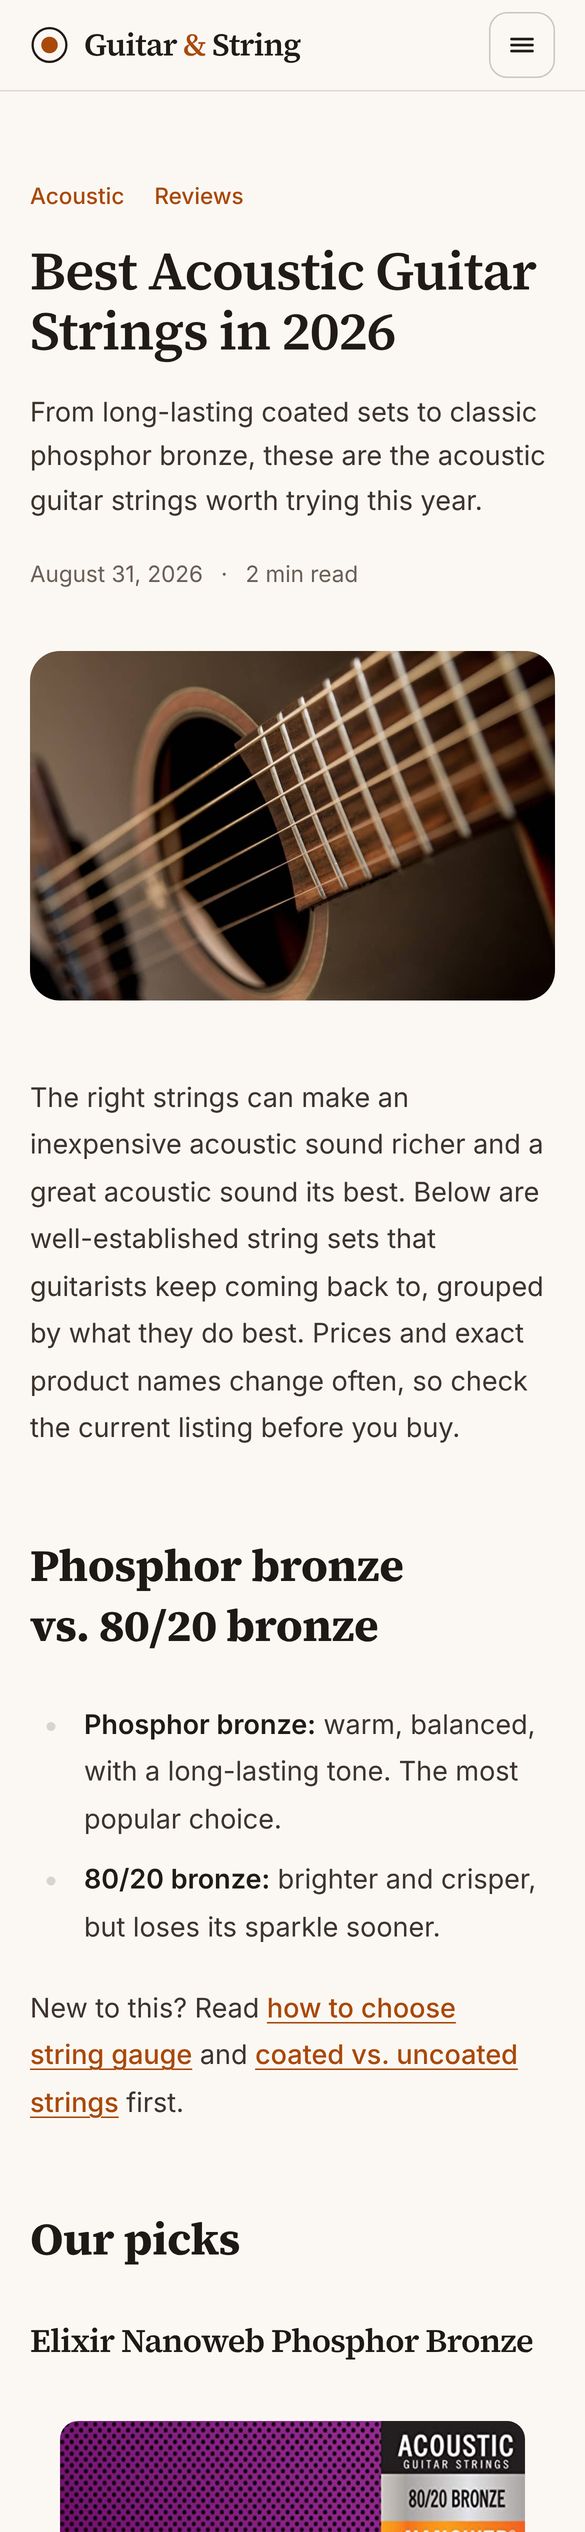 Guitar & String
Acoustic Reviews
Best Acoustic Guitar
Strings in 2026
From long-lasting coated sets to classic
phosphor bronze, these are the acoustic
guitar strings worth trying this year.
August 31, 2026 · 2 min read
The right strings can make an
inexpensive acoustic sound richer and a
great acoustic sound its best. Below are
well-established string sets that
guitarists keep coming back to, grouped
by what they do best. Prices and exact
product names change often, so check
the current listing before you buy.
Phosphor bronze
vs. 80/20 bronze
Phosphor bronze: warm, balanced,
with a long-lasting tone. The most
popular choice.
80/20 bronze: brighter and crisper,
but loses its sparkle sooner.
New to this? Read how to choose
string gauge and coated vs. uncoated
strings first.
Our picks
Elixir Nanoweb Phosphor Bronze
ACOUSTIC
GUITAR STRINGS
80/20 BRONZE